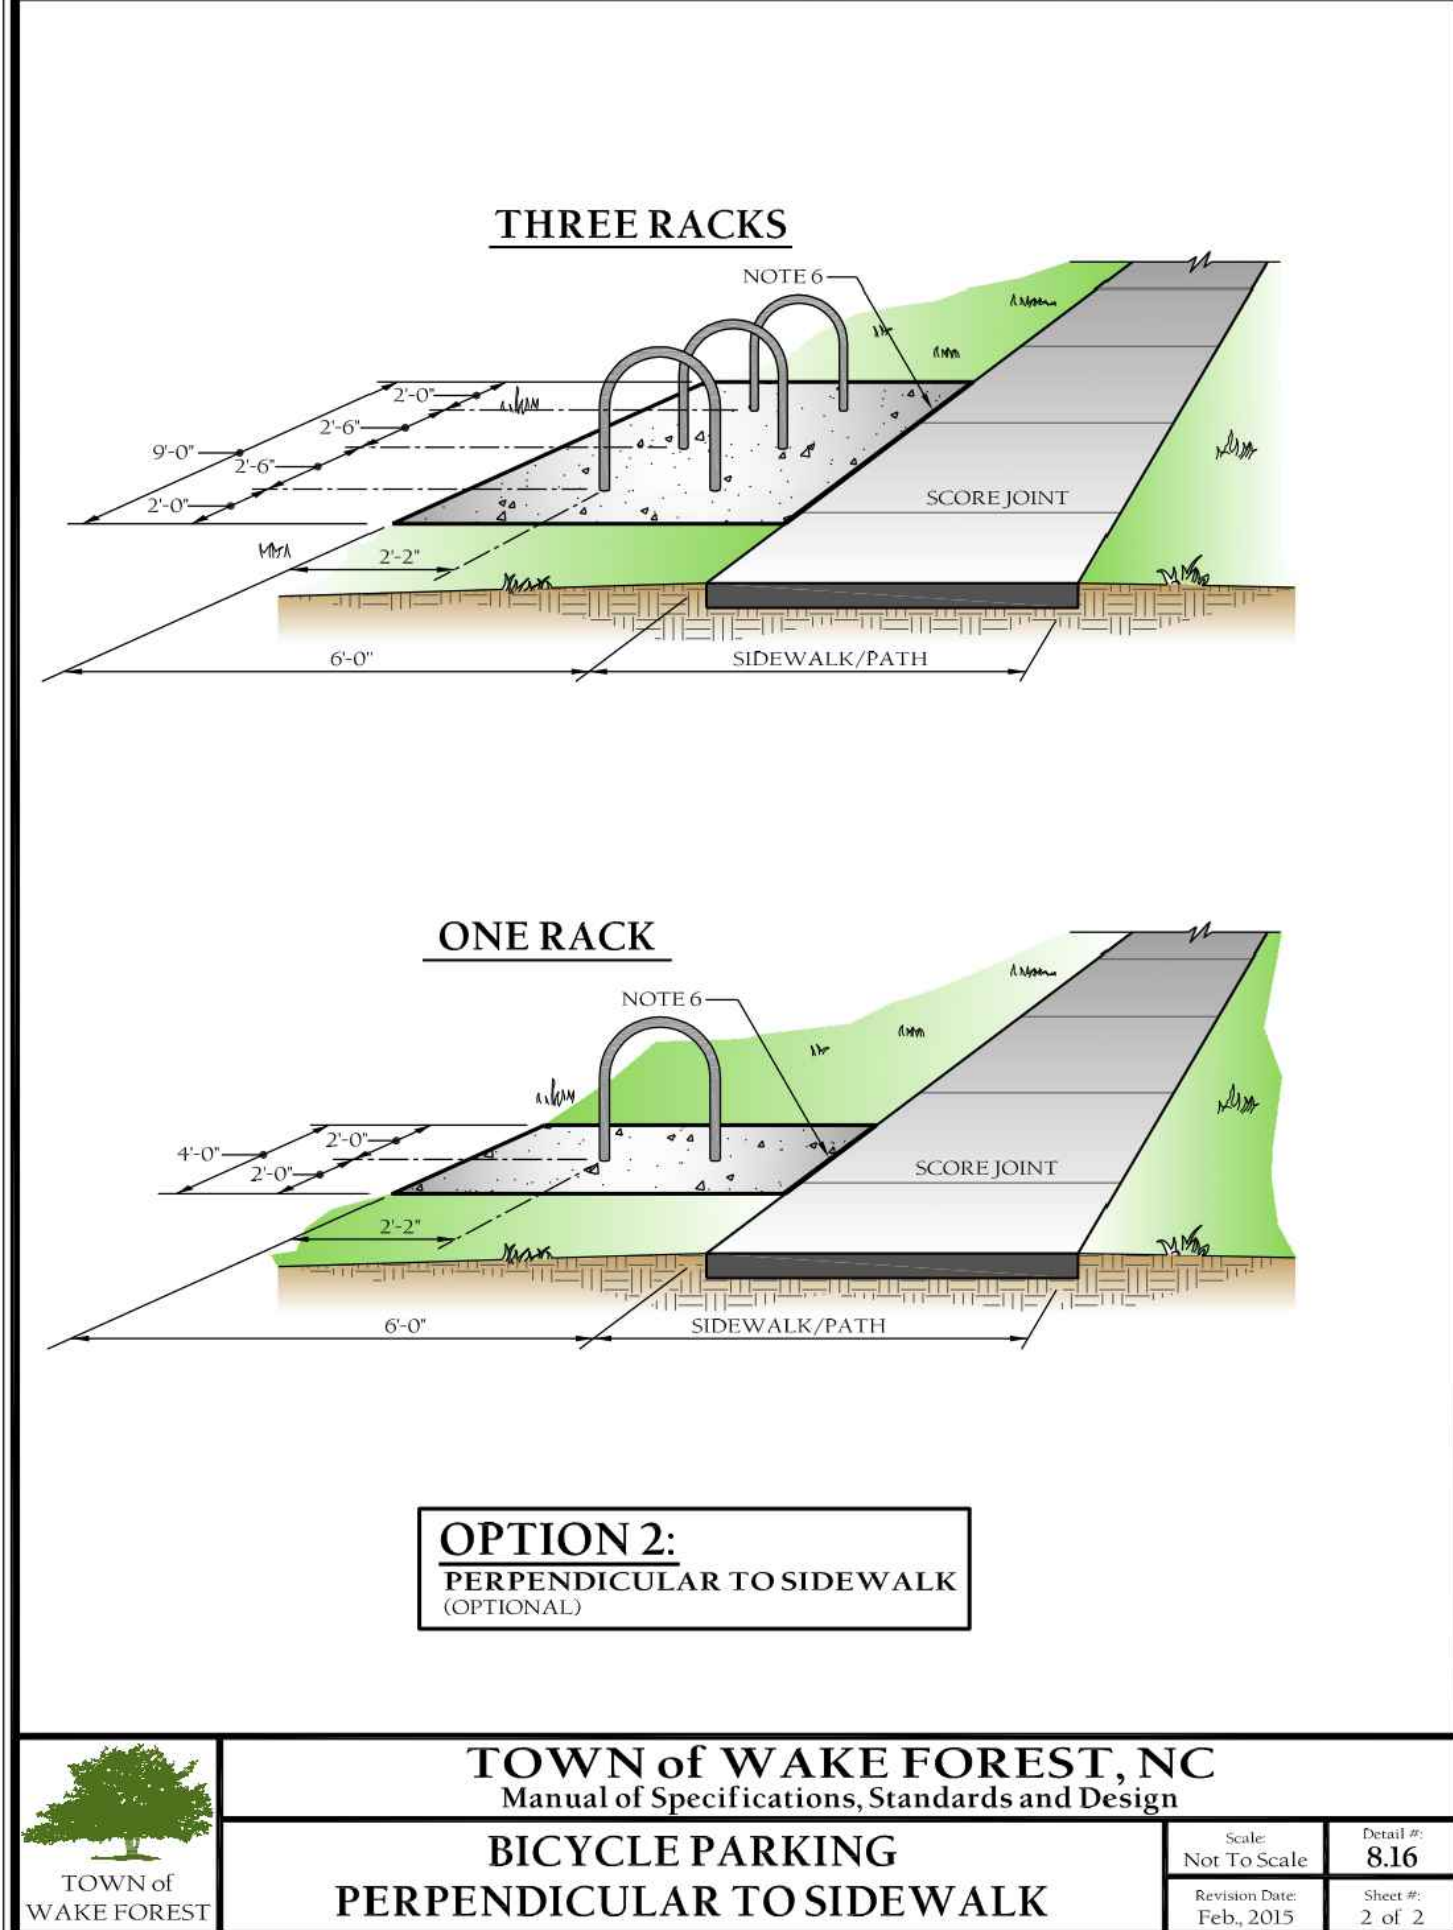 THREE RACKS
NOTE 6
2'-0"
2'-6"
9'-0"
2'-6"
2'-0"
SCORE JOINT
2'-2"
6'-0"
SIDEWALK/PATH
ONE RACK
NOTE 6
2'-0"
4'-0"
2'-0"
SCORE JOINT
2'-2"
6'-0"
SIDEWALK/PATH
OPTION 2:
PERPENDICULAR TO SIDEWALK
(OPTIONAL)
TOWN of WAKE FOREST, NC
Manual of Specifications, Standards and Design
BICYCLE PARKING
PERPENDICULAR TO SIDEWALK
Scale:
Not To Scale
Detail #:
8.16
Revision Date:
Feb., 2015
Sheet #:
2 of 2
TOWN of
WAKE FOREST